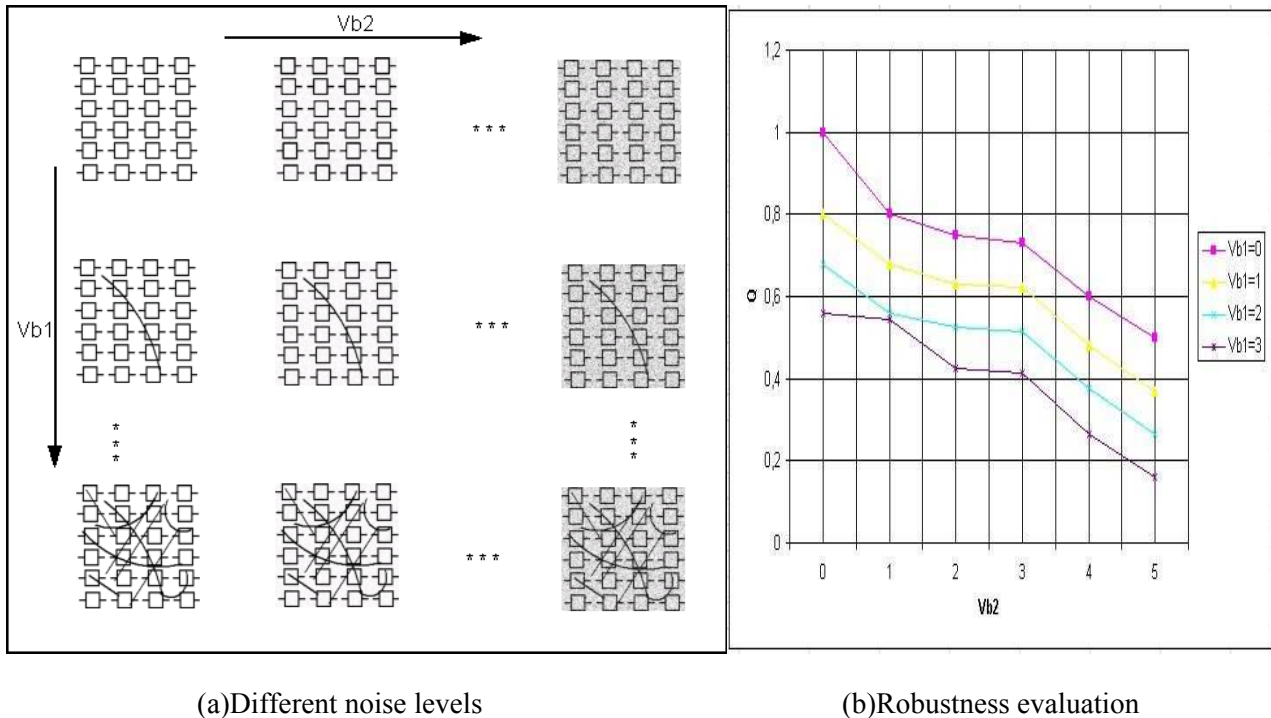 Vb2
* * *
Vb1
* * *
*
*
*
*
*
*
* * *
1,2
1
0,8
0,6
0,4
0,2
0
Q
0 1 2 3 4 5
Vb2
Vb1=0
Vb1=1
Vb1=2
Vb1=3
(a)Different noise levels
(b)Robustness evaluation